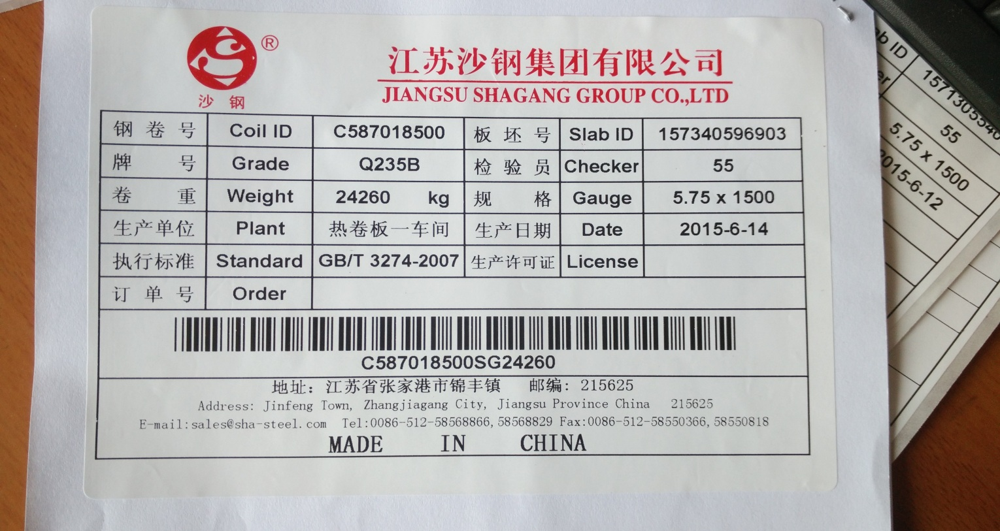 ®
沙钢
江苏沙钢集团有限公司
JIANGSU SHAGANG GROUP CO.,LTD
钢卷号 Coil ID C587018500 板坯号 Slab ID 157340596903
牌号 Grade Q235B 检验员 Checker 55
卷重 Weight 24260 kg 规格 Gauge 5.75 x 1500
生产单位 Plant 热卷板一车间 生产日期 Date 2015-6-14
执行标准 Standard GB/T 3274-2007 生产许可证 License
订单号 Order
C587018500SG24260
地址：江苏省张家港市锦丰镇 邮编: 215625
Address: Jinfeng Town, Zhangjiagang City, Jiangsu Province China 215625
E-mail:sales@sha-steel.com Tel:0086-512-58568866,58568829 Fax:0086-512-58550366,58550818
MADE IN CHINA
ID
55
5.75 x 1500
2015-6-12